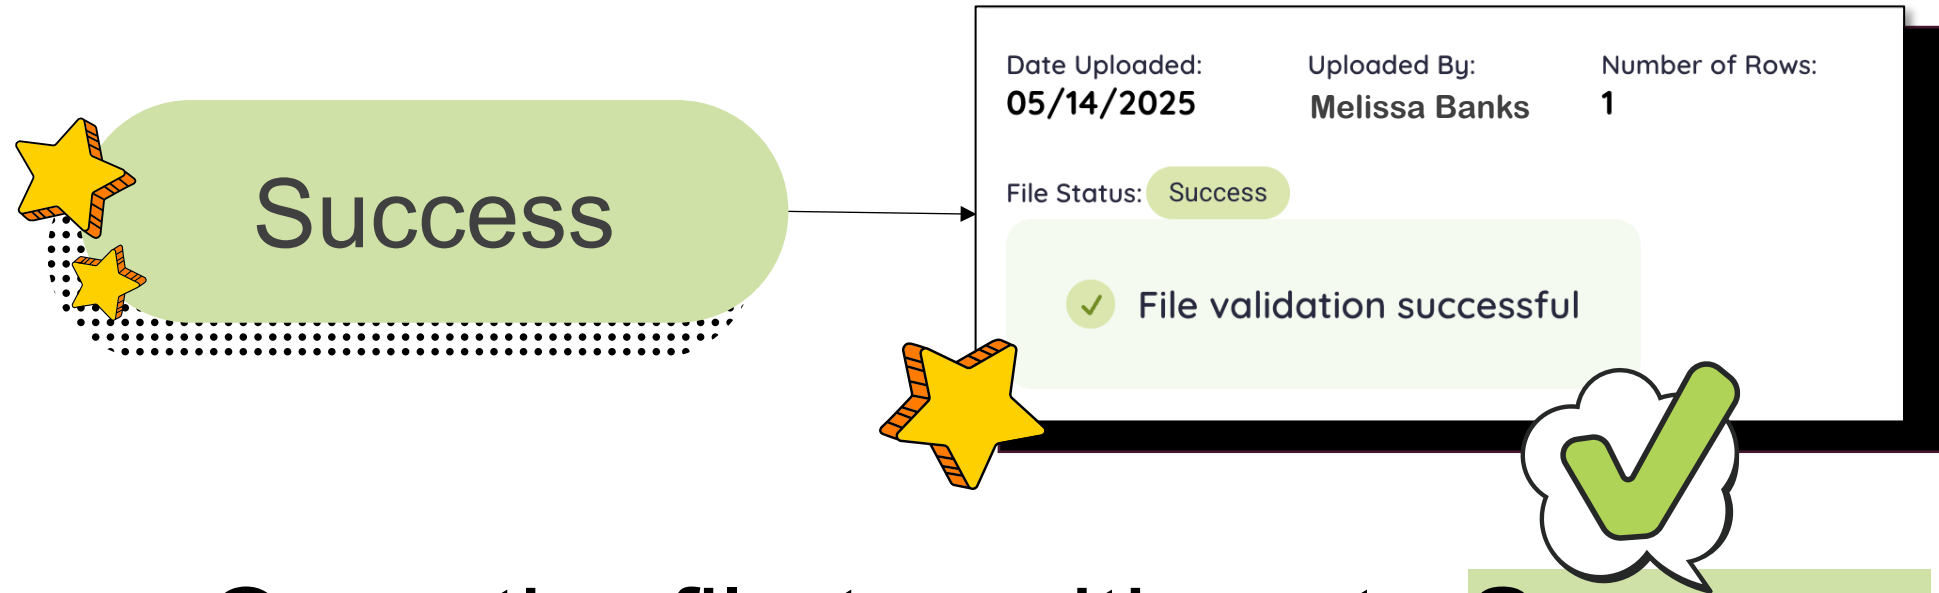 Success
Date Uploaded: Uploaded By: Number of Rows:
05/14/2025 Melissa Banks 1
File Status: Success
File validation successful